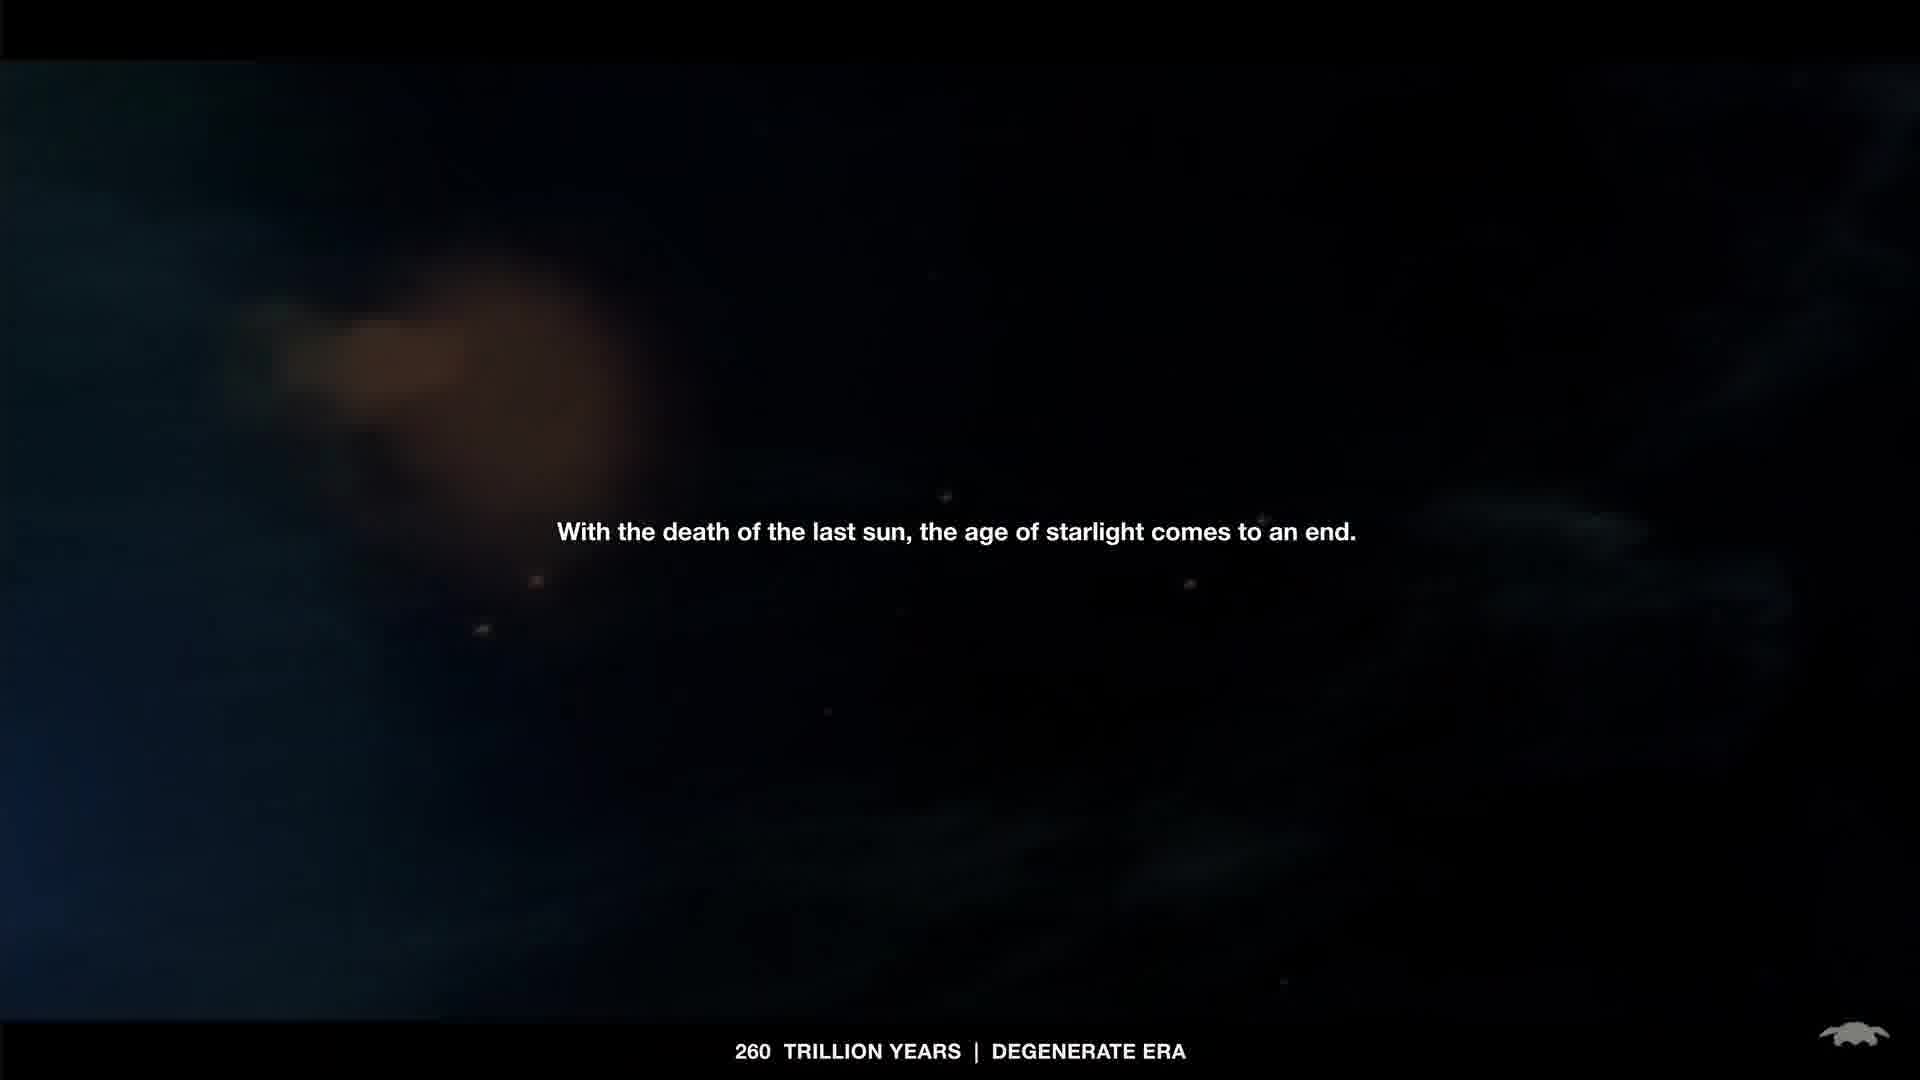 With the death of the last sun, the age of starlight comes to an end.
260 TRILLION YEARS | DEGENERATE ERA